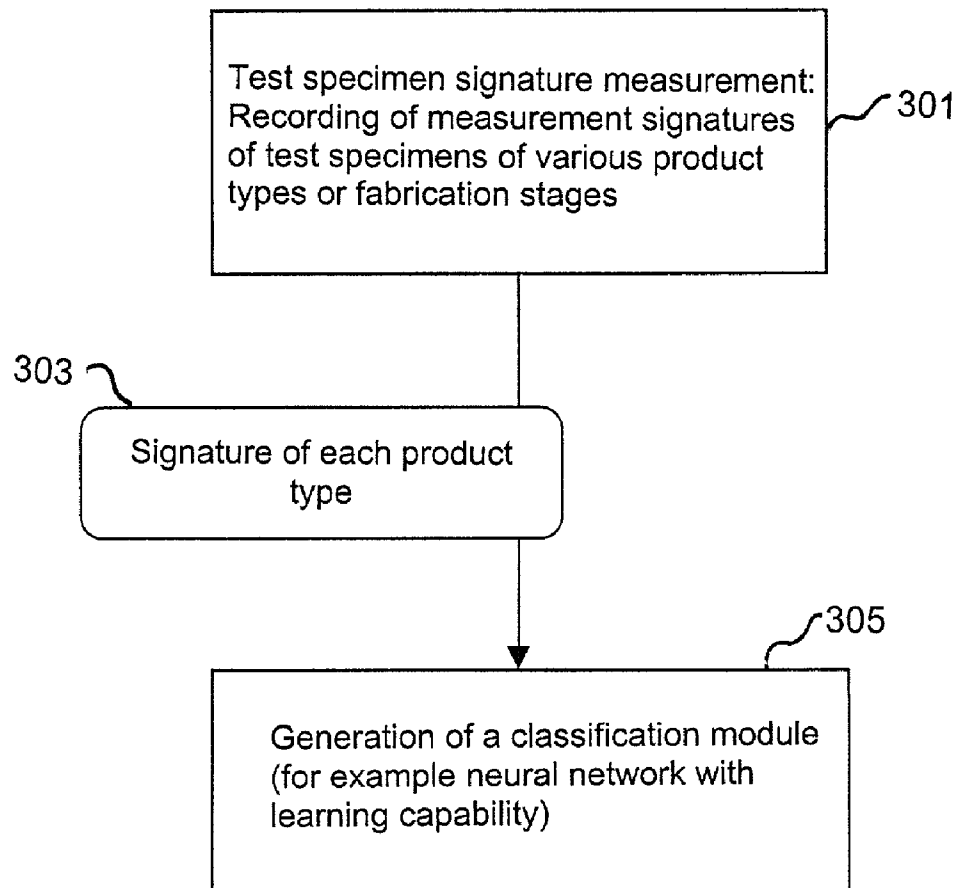 Test specimen signature measurement:
Recording of measurement signatures
of test specimens of various product
types or fabrication stages
301
303
Signature of each product
type
305
Generation of a classification module
(for example neural network with
learning capability)